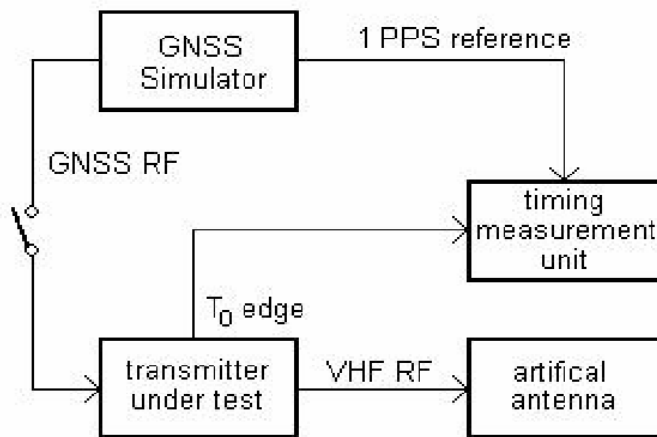 GNSS
Simulator
1 PPS reference
GNSS RF
timing
measurement
unit
T0 edge
transmitter
under test
VHF RF
artifical
antenna